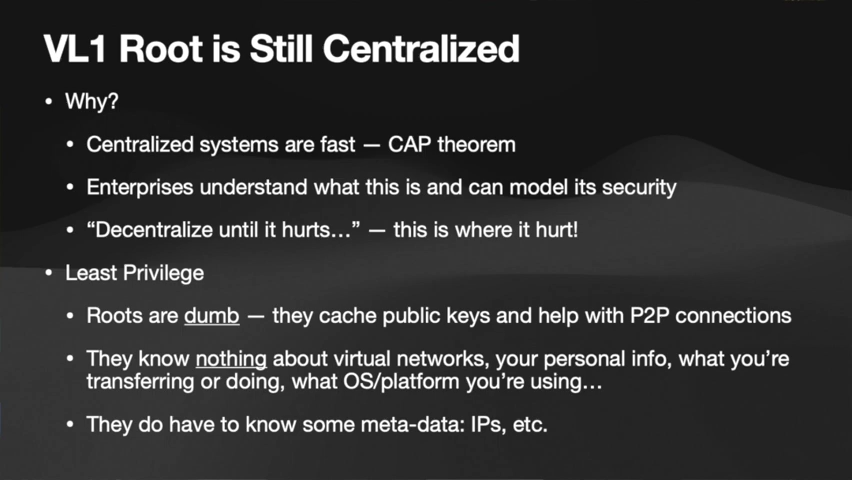 VL1 Root is Still Centralized
• Why?
• Centralized systems are fast — CAP theorem
• Enterprises understand what this is and can model its security
• “Decentralize until it hurts…” — this is where it hurt!
• Least Privilege
• Roots are dumb — they cache public keys and help with P2P connections
• They know nothing about virtual networks, your personal info, what you’re
transferring or doing, what OS/platform you’re using…
• They do have to know some meta-data: IPs, etc.